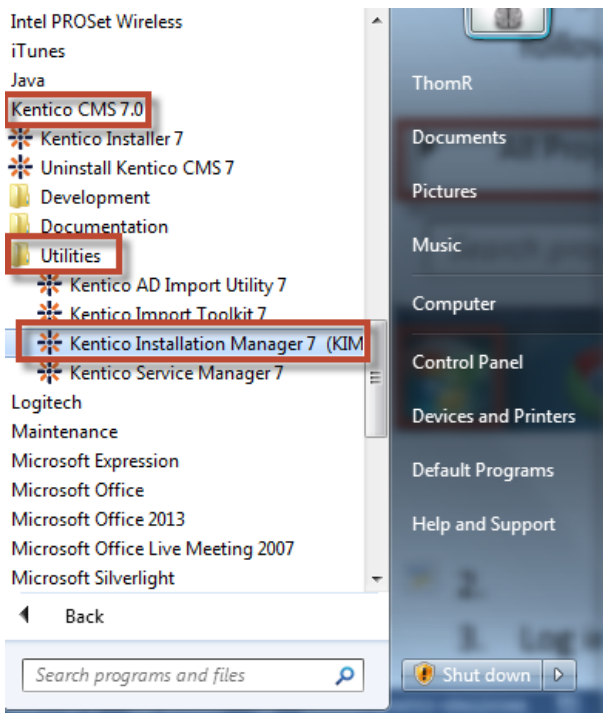 Intel PROSet Wireless
iTunes
Java
Kentico CMS 7.0
Kentico Installer 7
Uninstall Kentico CMS 7
Development
Documentation
Utilities
Kentico AD Import Utility 7
Kentico Import Toolkit 7
Kentico Installation Manager 7 (KIM
Kentico Service Manager 7
Logitech
Maintenance
Microsoft Expression
Microsoft Office
Microsoft Office 2013
Microsoft Office Live Meeting 2007
Microsoft Silverlight
Back
Search programs and files
ThomR
Documents
Pictures
Music
Computer
Control Panel
Devices and Printers
Default Programs
Help and Support
2.
3. Log
Shut down